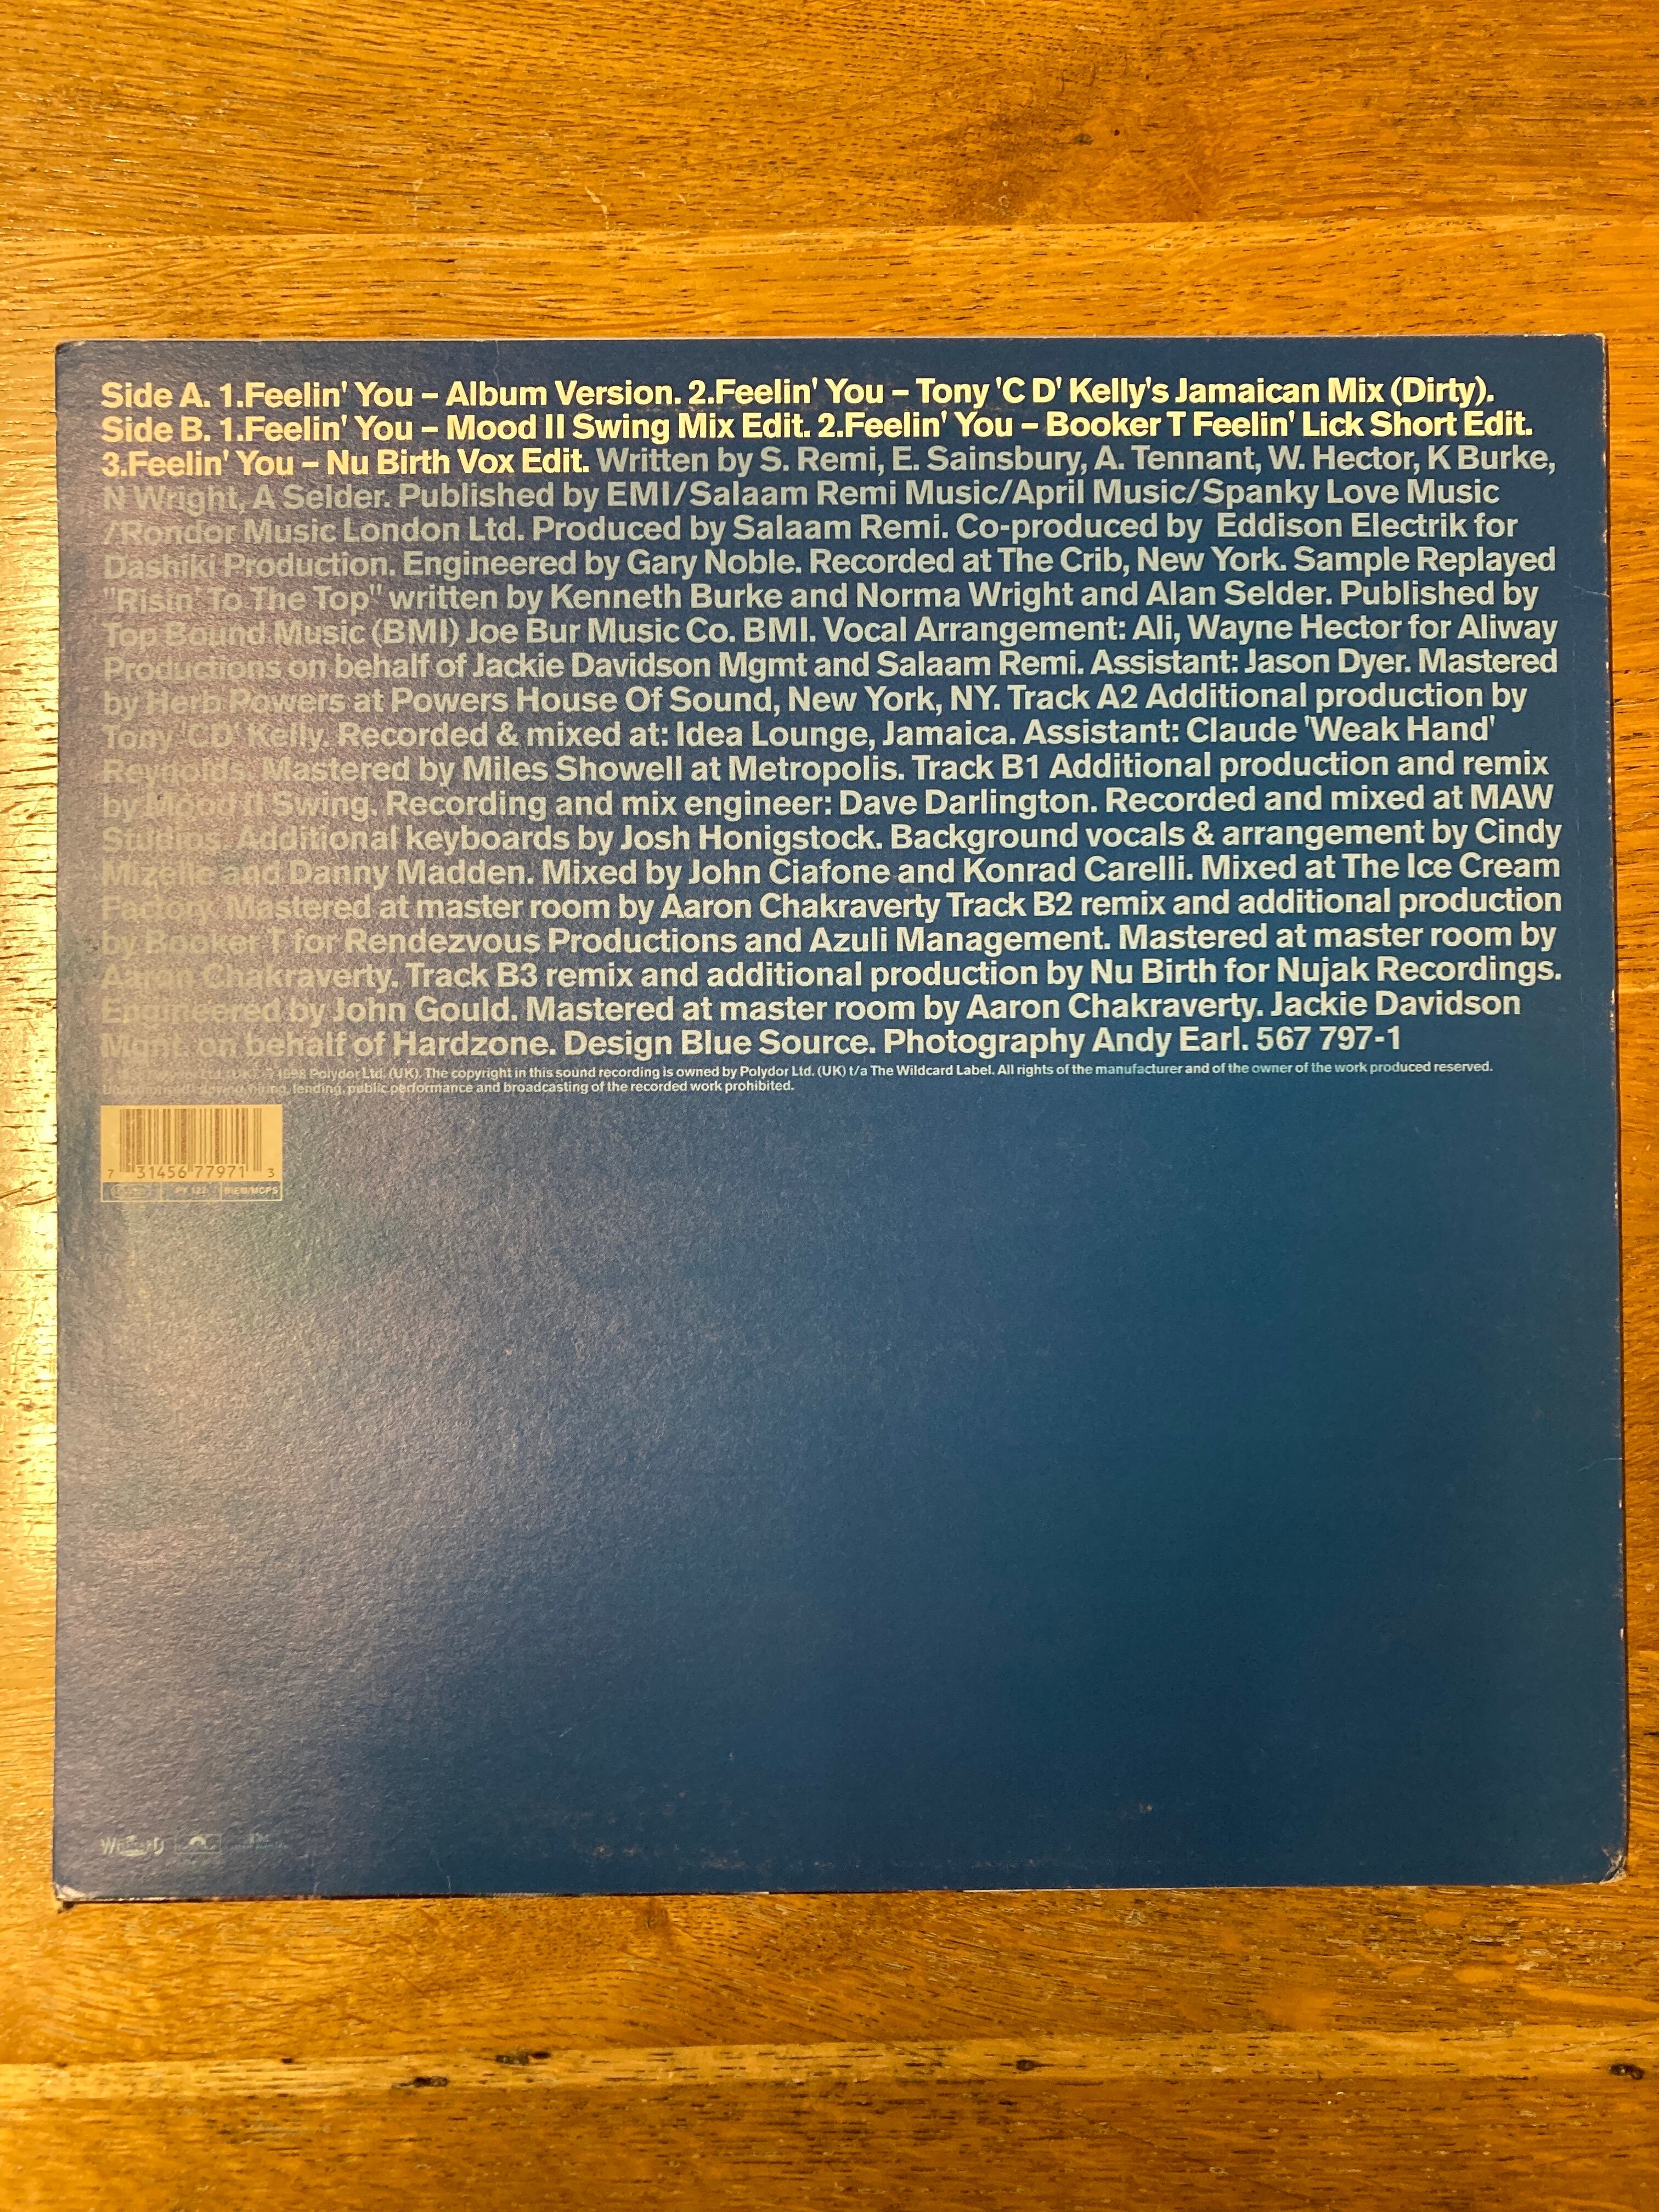 Side A. 1.Feelin' You – Album Version. 2.Feelin' You – Tony 'C D' Kelly's Jamaican Mix (Dirty).
Side B. 1.Feelin' You – Mood II Swing Mix Edit. 2.Feelin' You – Booker T Feelin' Lick Short Edit.
3.Feelin' You – Nu Birth Vox Edit. Written by S. Remi, E. Sainsbury, A. Tennant, W. Hector, K Burke,
N Wright, A Selder. Published by EMI/Salaam Remi Music/April Music/Spanky Love Music
/Rondor Music London Ltd. Produced by Salaam Remi. Co-produced by Eddison Electrik for
Dashiki Production. Engineered by Gary Noble. Recorded at The Crib, New York. Sample Replayed
"Risin' To The Top" written by Kenneth Burke and Norma Wright and Alan Selder. Published by
Top Bound Music (BMI) Joe Bur Music Co. BMI. Vocal Arrangement: Ali, Wayne Hector for Aliway
Productions on behalf of Jackie Davidson Mgmt and Salaam Remi. Assistant: Jason Dyer. Mastered
by Herb Powers at Powers House Of Sound, New York, NY. Track A2 Additional production by
Tony 'CD' Kelly. Recorded & mixed at: Idea Lounge, Jamaica. Assistant: Claude 'Weak Hand'
Reynolds. Mastered by Miles Showell at Metropolis. Track B1 Additional production and remix
by Mood II Swing. Recording and mix engineer: Dave Darlington. Recorded and mixed at MAW
Studios. Additional keyboards by Josh Honigstock. Background vocals & arrangement by Cindy
Mizelle and Danny Madden. Mixed by John Ciafone and Konrad Carelli. Mixed at The Ice Cream
Factory. Mastered at master room by Aaron Chakraverty Track B2 remix and additional production
by Booker T for Rendezvous Productions and Azuli Management. Mastered at master room by
Aaron Chakraverty. Track B3 remix and additional production by Nu Birth for Nujak Recordings.
Engineered by John Gould. Mastered at master room by Aaron Chakraverty. Jackie Davidson
Mgmt. on behalf of Hardzone. Design Blue Source. Photography Andy Earl. 567 797-1
1998 Polydor Ltd. (UK). The copyright in this sound recording is owned by Polydor Ltd. (UK) t/a The Wildcard Label. All rights of the manufacturer and of the owner of the work produced reserved.
hiring, lending, public performance and broadcasting of the recorded work prohibited.
7 31456 77971 3
PY 122 BIEM/MCPS
WILDCARD